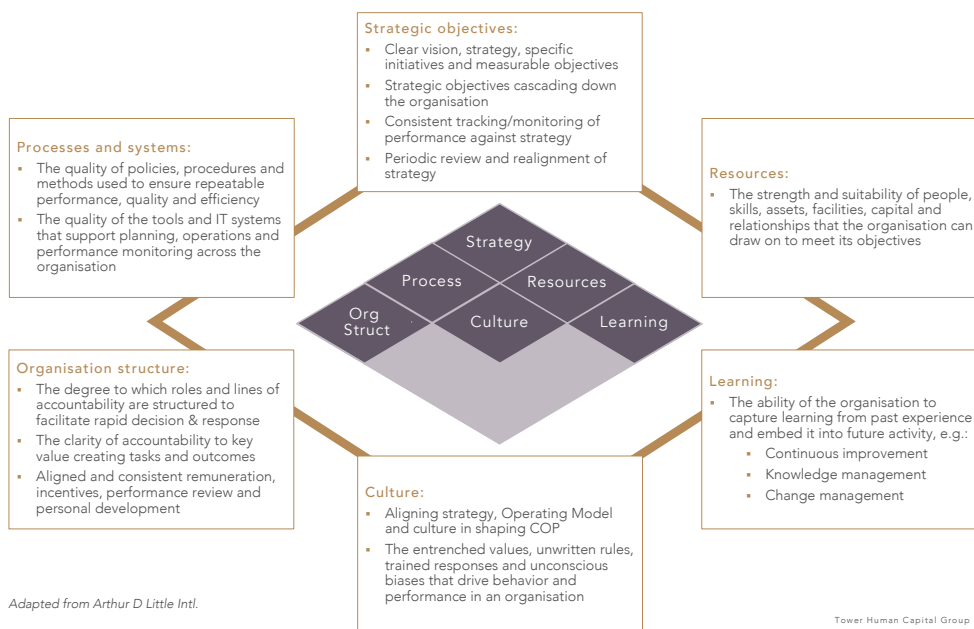 Strategic objectives:
▪ Clear vision, strategy, specific
initiatives and measurable objectives
▪ Strategic objectives cascading down
the organisation
▪ Consistent tracking/monitoring of
performance against strategy
▪ Periodic review and realignment of
strategy
Processes and systems:
▪ The quality of policies, procedures and
methods used to ensure repeatable
performance, quality and efficiency
▪ The quality of the tools and IT systems
that support planning, operations and
performance monitoring across the
organisation
Resources:
▪ The strength and suitability of people,
skills, assets, facilities, capital and
relationships that the organisation can
draw on to meet its objectives
Strategy
Process
Resources
Org
Struct
Culture
Learning
Organisation structure:
▪ The degree to which roles and lines of
accountability are structured to
facilitate rapid decision & response
▪ The clarity of accountability to key
value creating tasks and outcomes
▪ Aligned and consistent remuneration,
incentives, performance review and
personal development
Learning:
▪ The ability of the organisation to
capture learning from past experience
and embed it into future activity, e.g.:
▪ Continuous improvement
▪ Knowledge management
▪ Change management
Culture:
▪ Aligning strategy, Operating Model
and culture in shaping COP
▪ The entrenched values, unwritten rules,
trained responses and unconscious
biases that drive behavior and
performance in an organisation
Adapted from Arthur D Little Intl.
Tower Human Capital Group